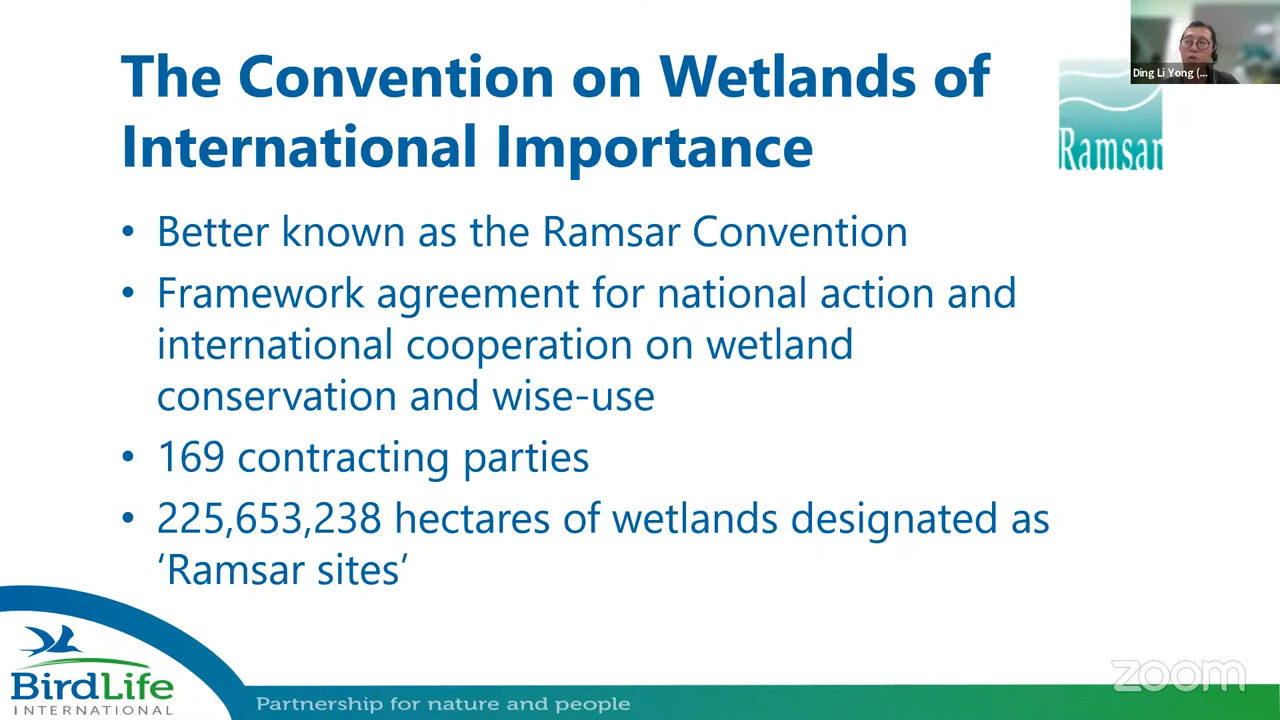 The Convention on Wetlands of
International Importance
Ding Li Yong (...
Ramsar
• Better known as the Ramsar Convention
• Framework agreement for national action and
international cooperation on wetland
conservation and wise-use
• 169 contracting parties
• 225,653,238 hectares of wetlands designated as
‘Ramsar sites’
BirdLife
INTERNATIONAL
Partnership for nature and people
zoom